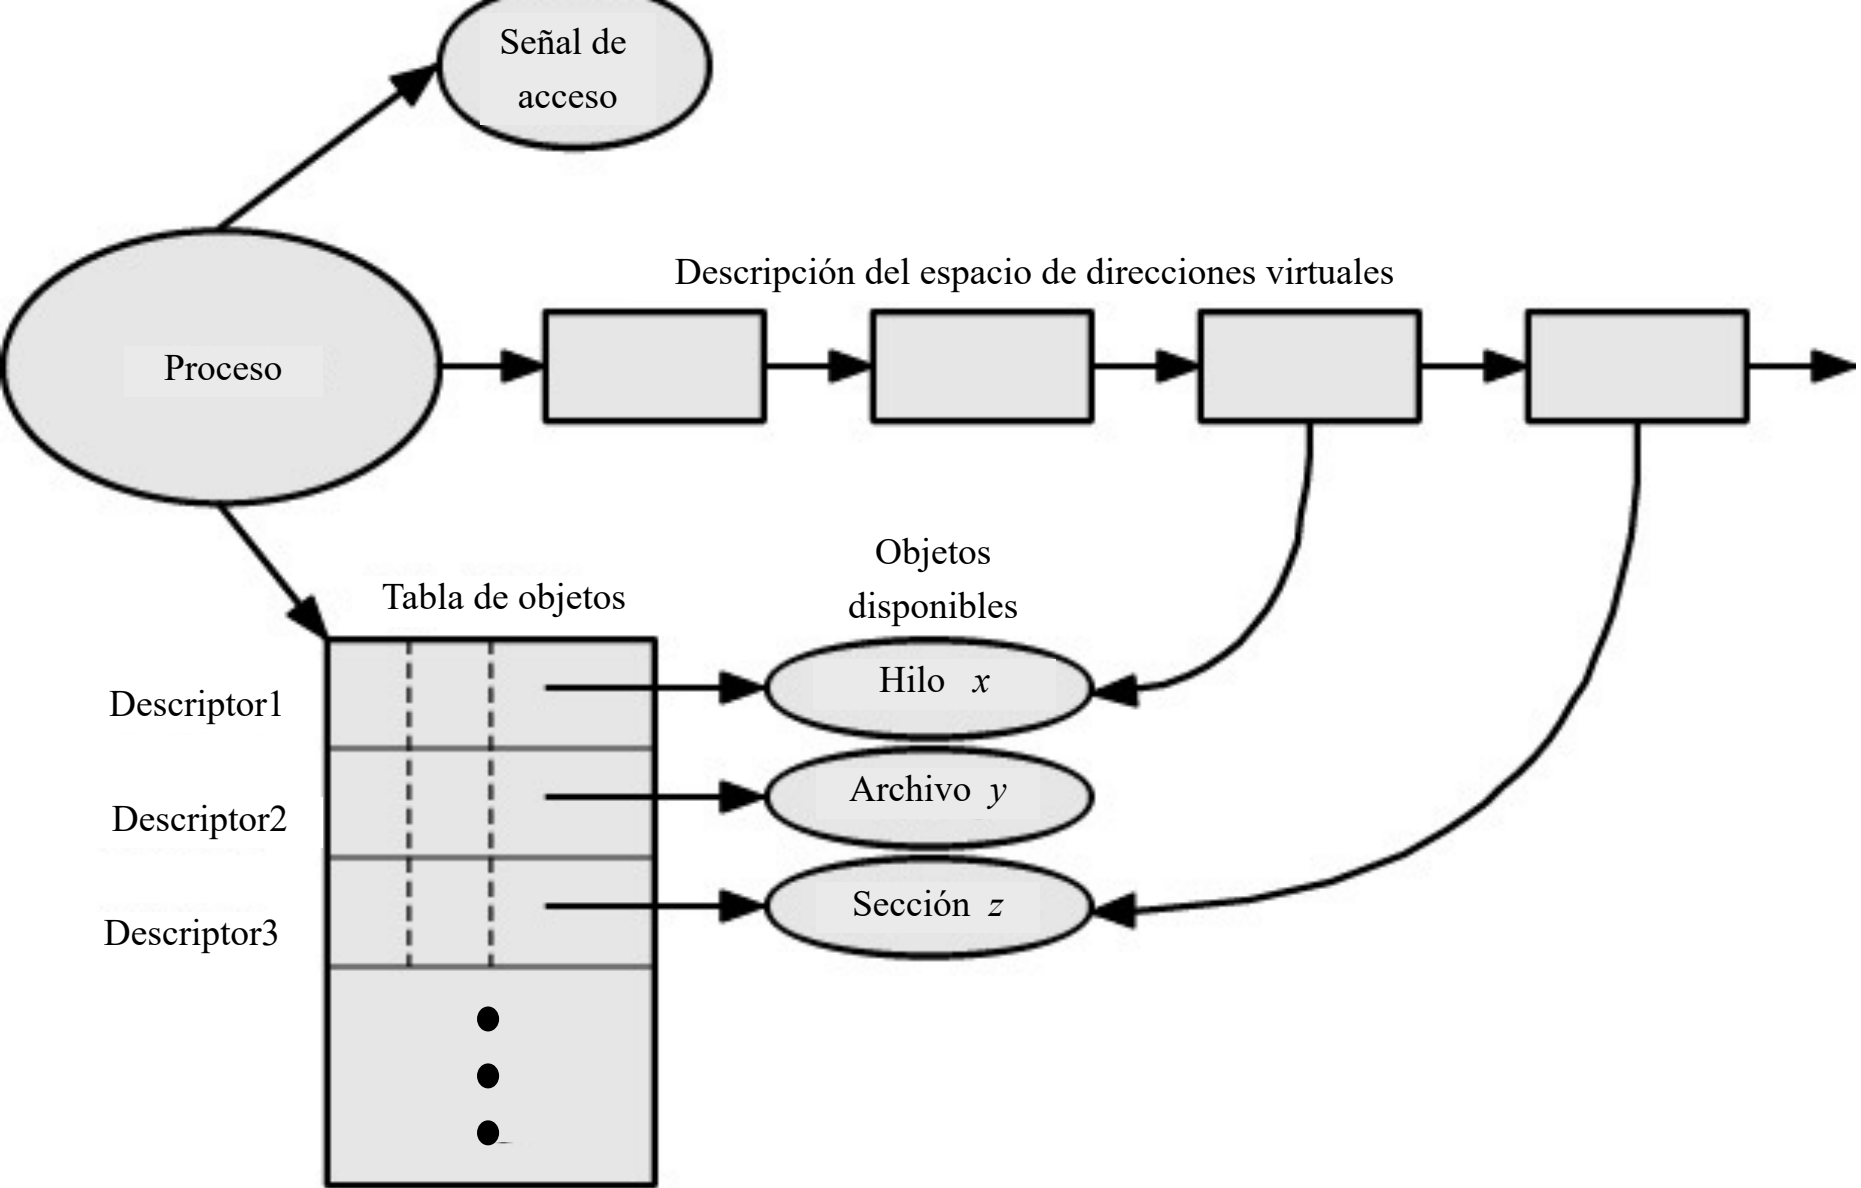 Señal de
acceso
Descripción del espacio de direcciones virtuales
Proceso
Objetos
disponibles
Tabla de objetos
Hilo x
Descriptor1
Archivo y
Descriptor2
Sección z
Descriptor3